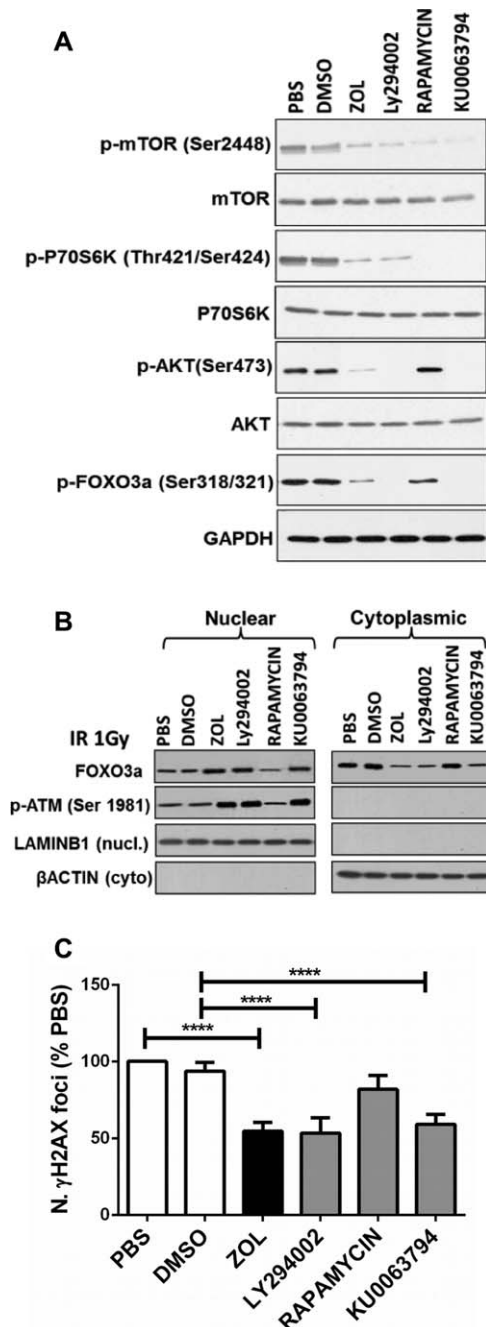 A
PBS
DMSO
ZOL
Ly294002
RAPAMYCIN
KU0063794
p-mTOR (Ser2448)
mTOR
p-P70S6K (Thr421/Ser424)
P70S6K
p-AKT(Ser473)
AKT
p-FOXO3a (Ser318/321)
GAPDH
B
Nuclear
Cytoplasmic
PBS
DMSO
ZOL
Ly294002
RAPAMYCIN
KU0063794
PBS
DMSO
ZOL
Ly294002
RAPAMYCIN
KU0063794
IR 1Gy
FOXO3a
p-ATM (Ser 1981)
LAMINB1 (nucl.)
βACTIN (cyto)
C
N. γH2AX foci (% PBS)
150
100
50
0
****
****
****
PBS
DMSO
ZOL
LY294002
RAPAMYCIN
KU0063794